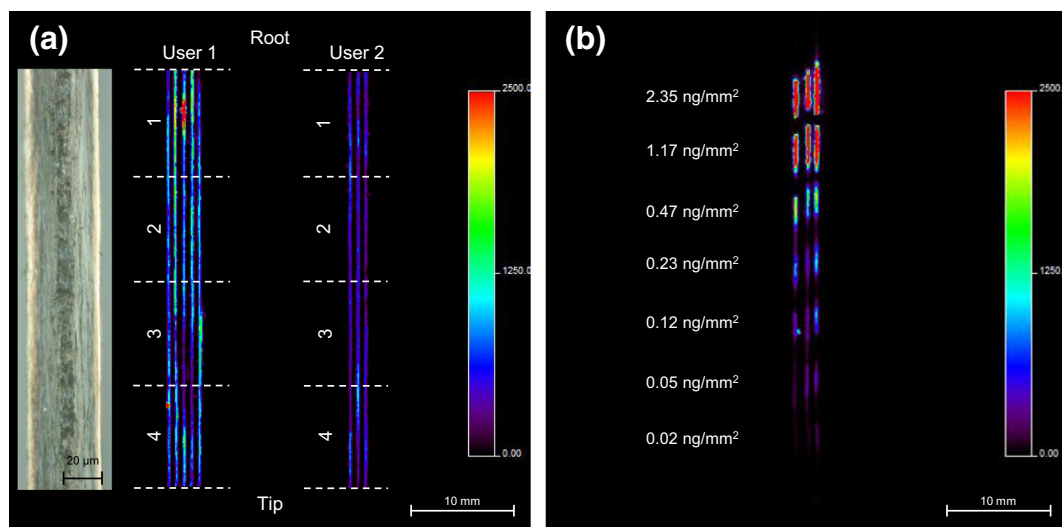 (a)
Root
User 1
User 2
1
2
3
4
1
2
3
4
Tip
20 µm
2500.0
1250.0
0.00
10 mm
(b)
2.35 ng/mm²
1.17 ng/mm²
0.47 ng/mm²
0.23 ng/mm²
0.12 ng/mm²
0.05 ng/mm²
0.02 ng/mm²
2500.0
1250.0
0.00
10 mm